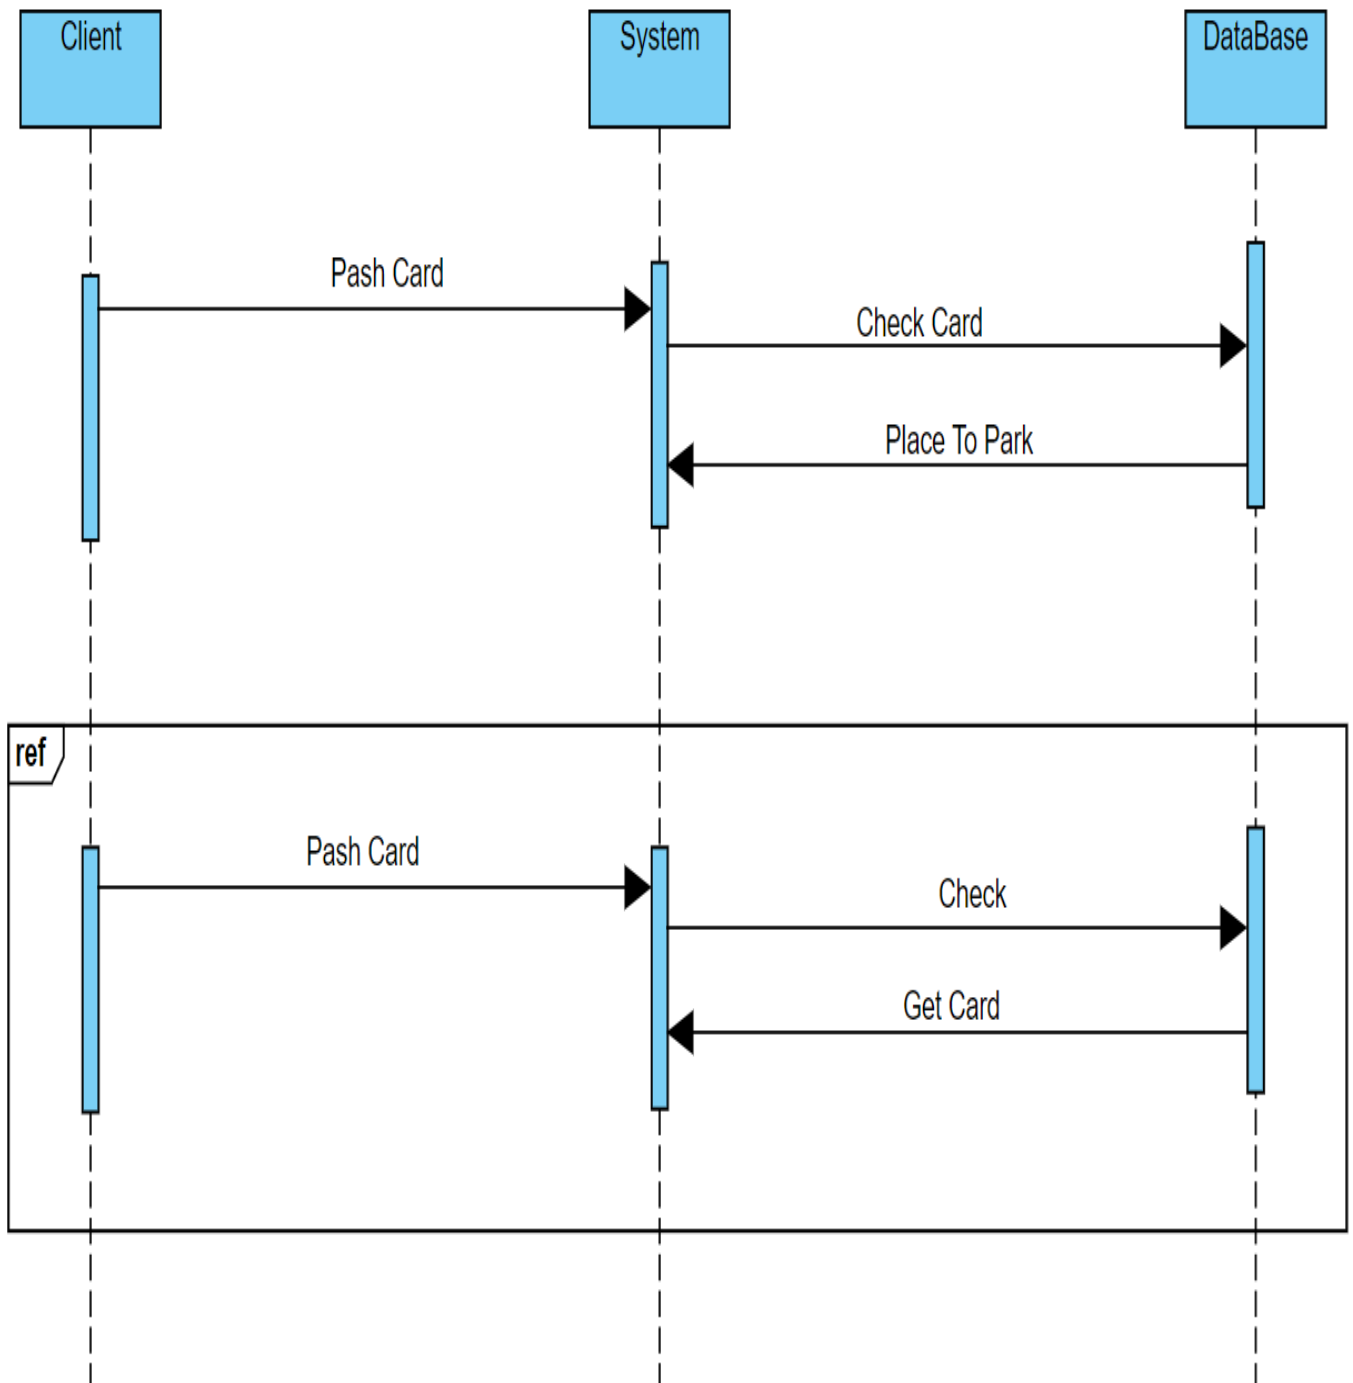 Client
System
DataBase
Pash Card
Check Card
Place To Park
ref
Pash Card
Check
Get Card